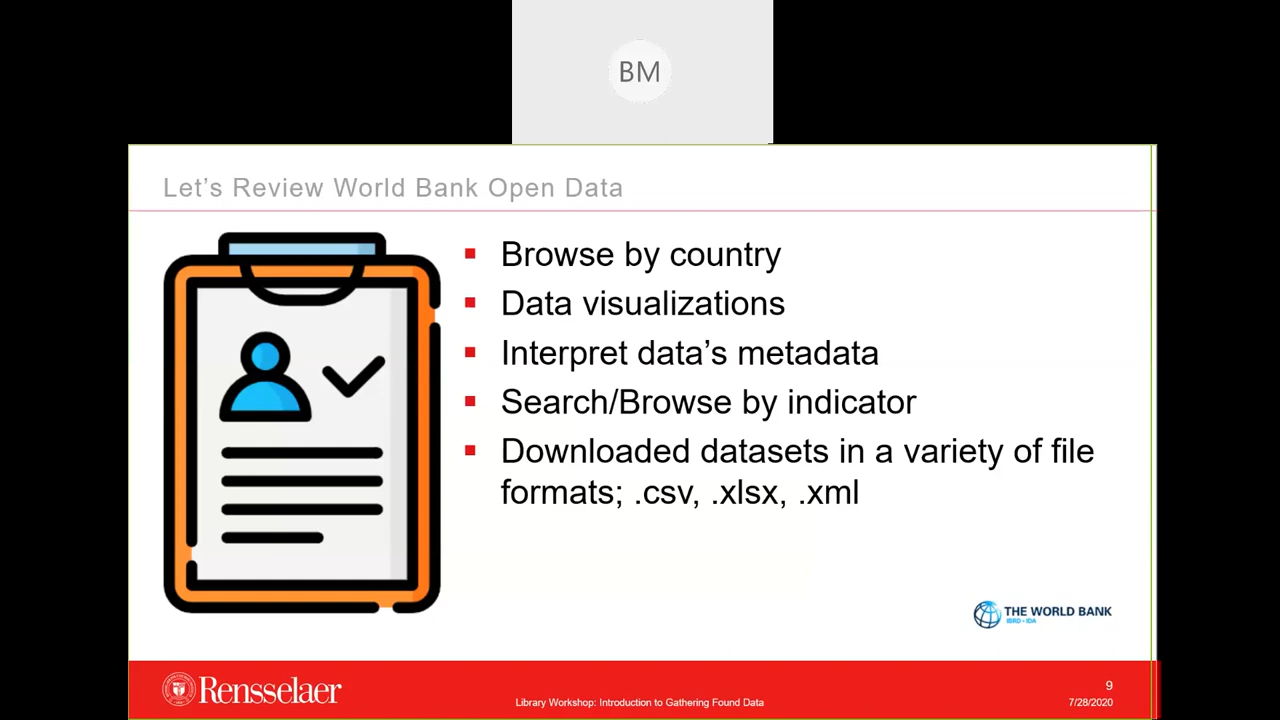 BM
Let's Review World Bank Open Data
Browse by country
Data visualizations
Interpret data's metadata
Search/Browse by indicator
Downloaded datasets in a variety of file
formats; .csv, .xlsx, .xml
THE WORLD BANK
IBRD • IDA
Rensselaer
Library Workshop: Introduction to Gathering Found Data
9
7/28/2020